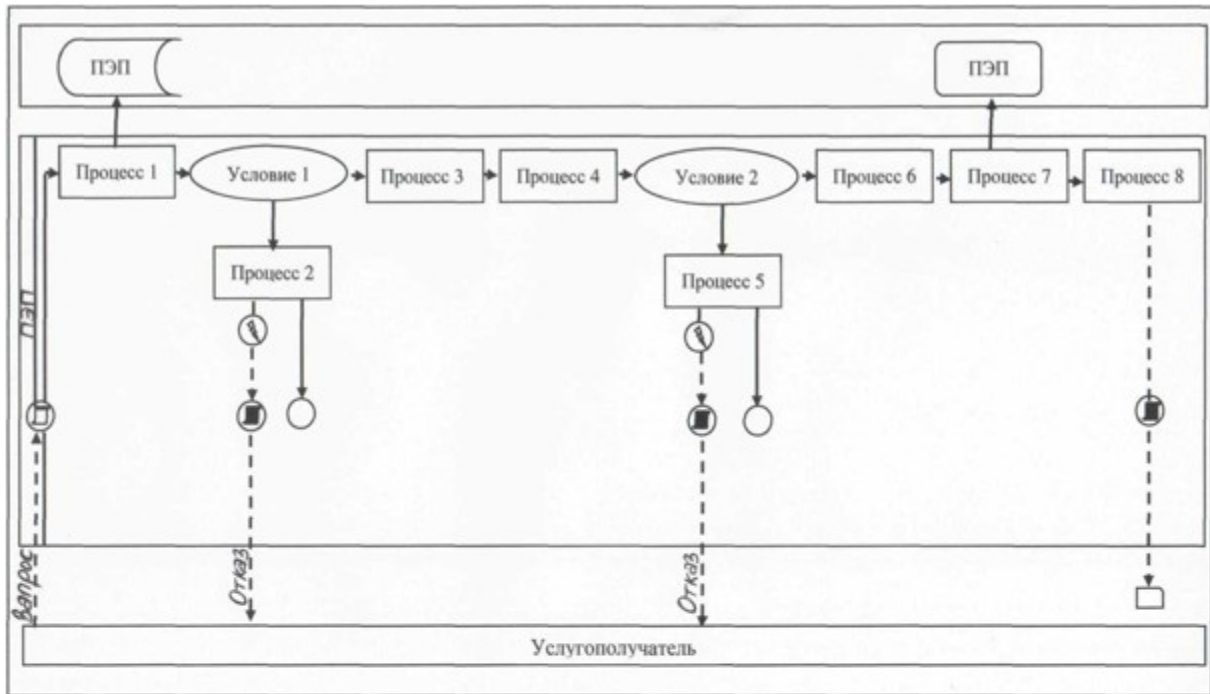 ПЭП
ПЭП
Процесс 1
Условие 1
Процесс 3
Процесс 4
Условие 2
Процесс 6
Процесс 7
Процесс 8
Процесс 2
Процесс 5
ПЭП
Запрос
Отказ
Отказ
Услугополучатель